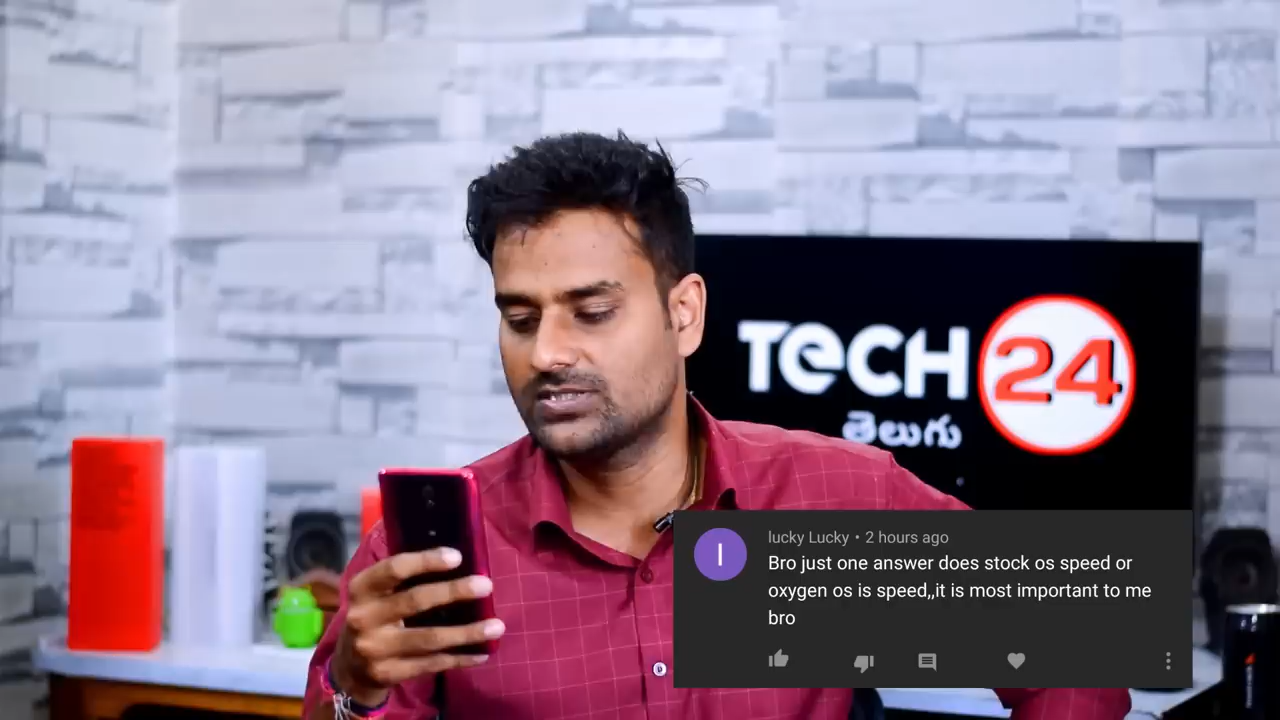 TECH 24
తెలుగు
l
lucky Lucky • 2 hours ago
Bro just one answer does stock os speed or
oxygen os is speed,,it is most important to me
bro